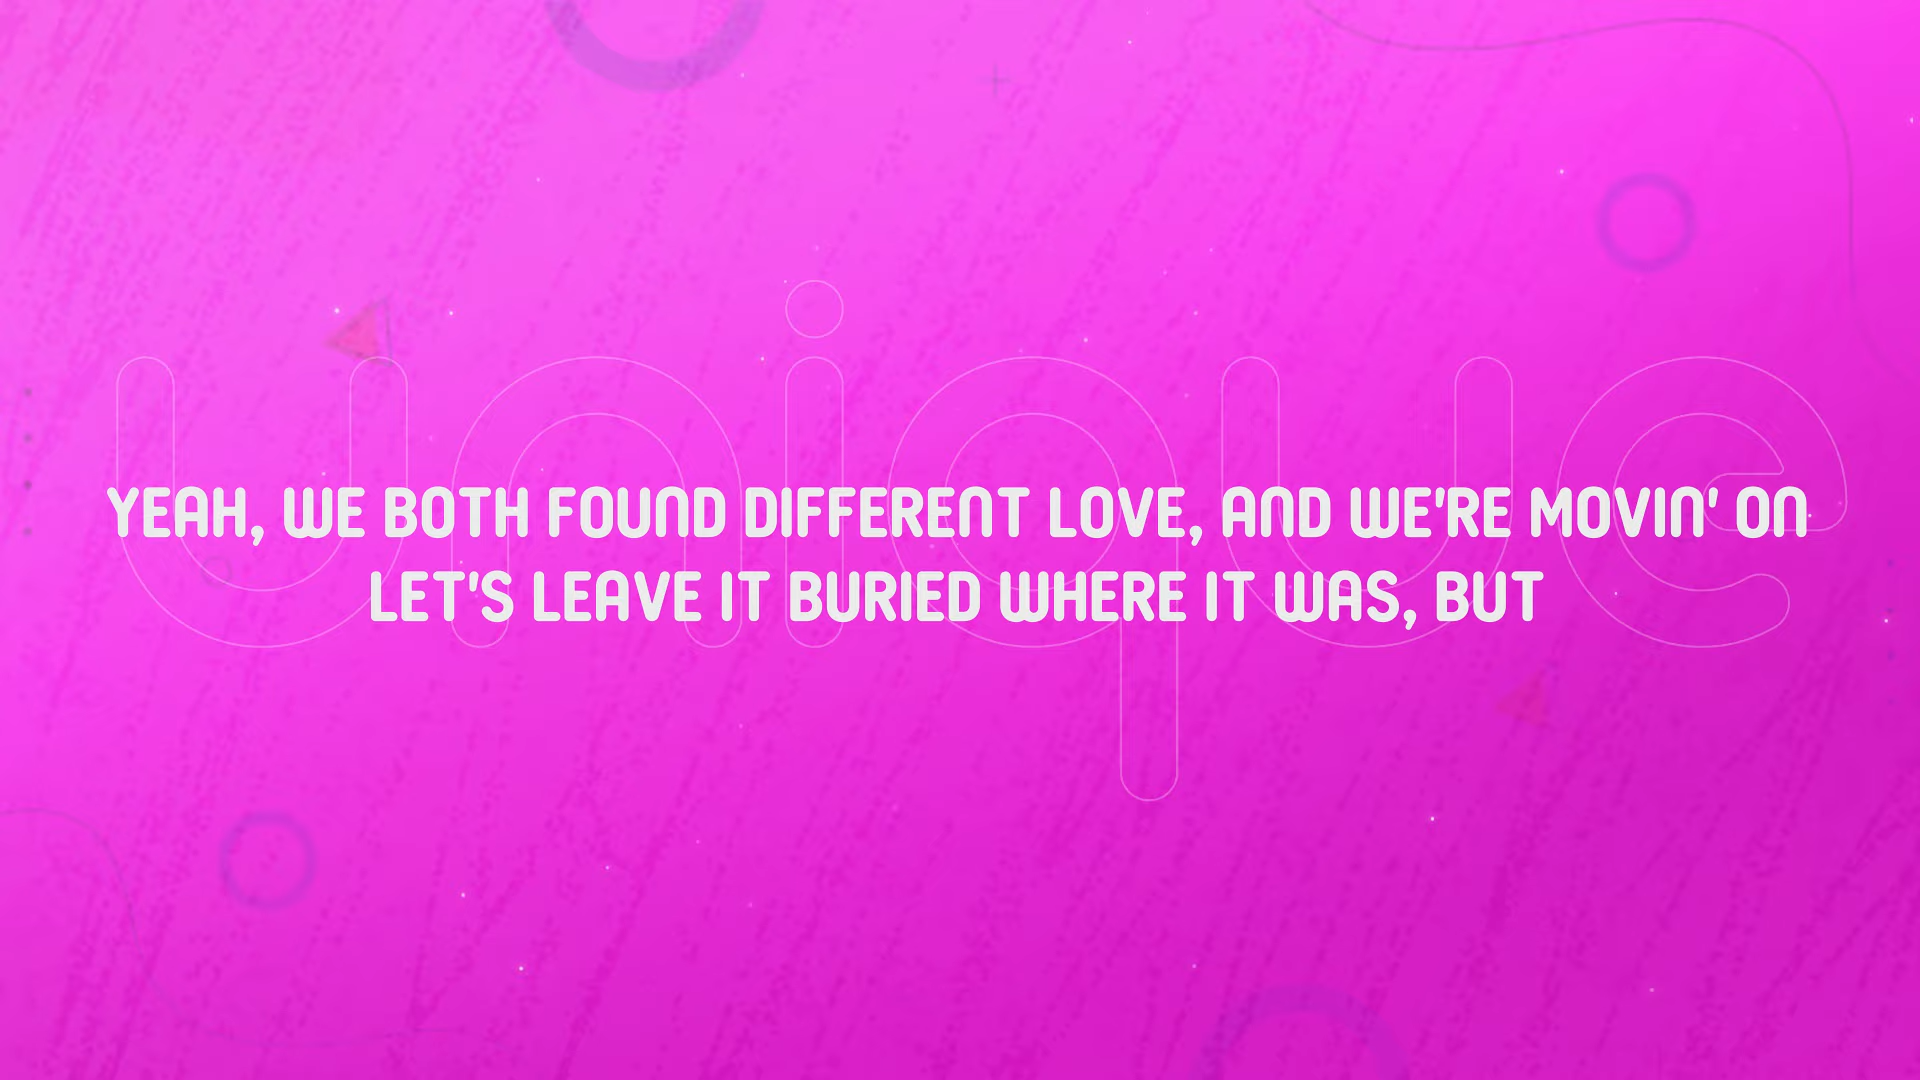 unique
YEAH, WE BOTH FOUND DIFFERENT LOVE, AND WE'RE MOVIN' ON
LET'S LEAVE IT BURIED WHERE IT WAS, BUT